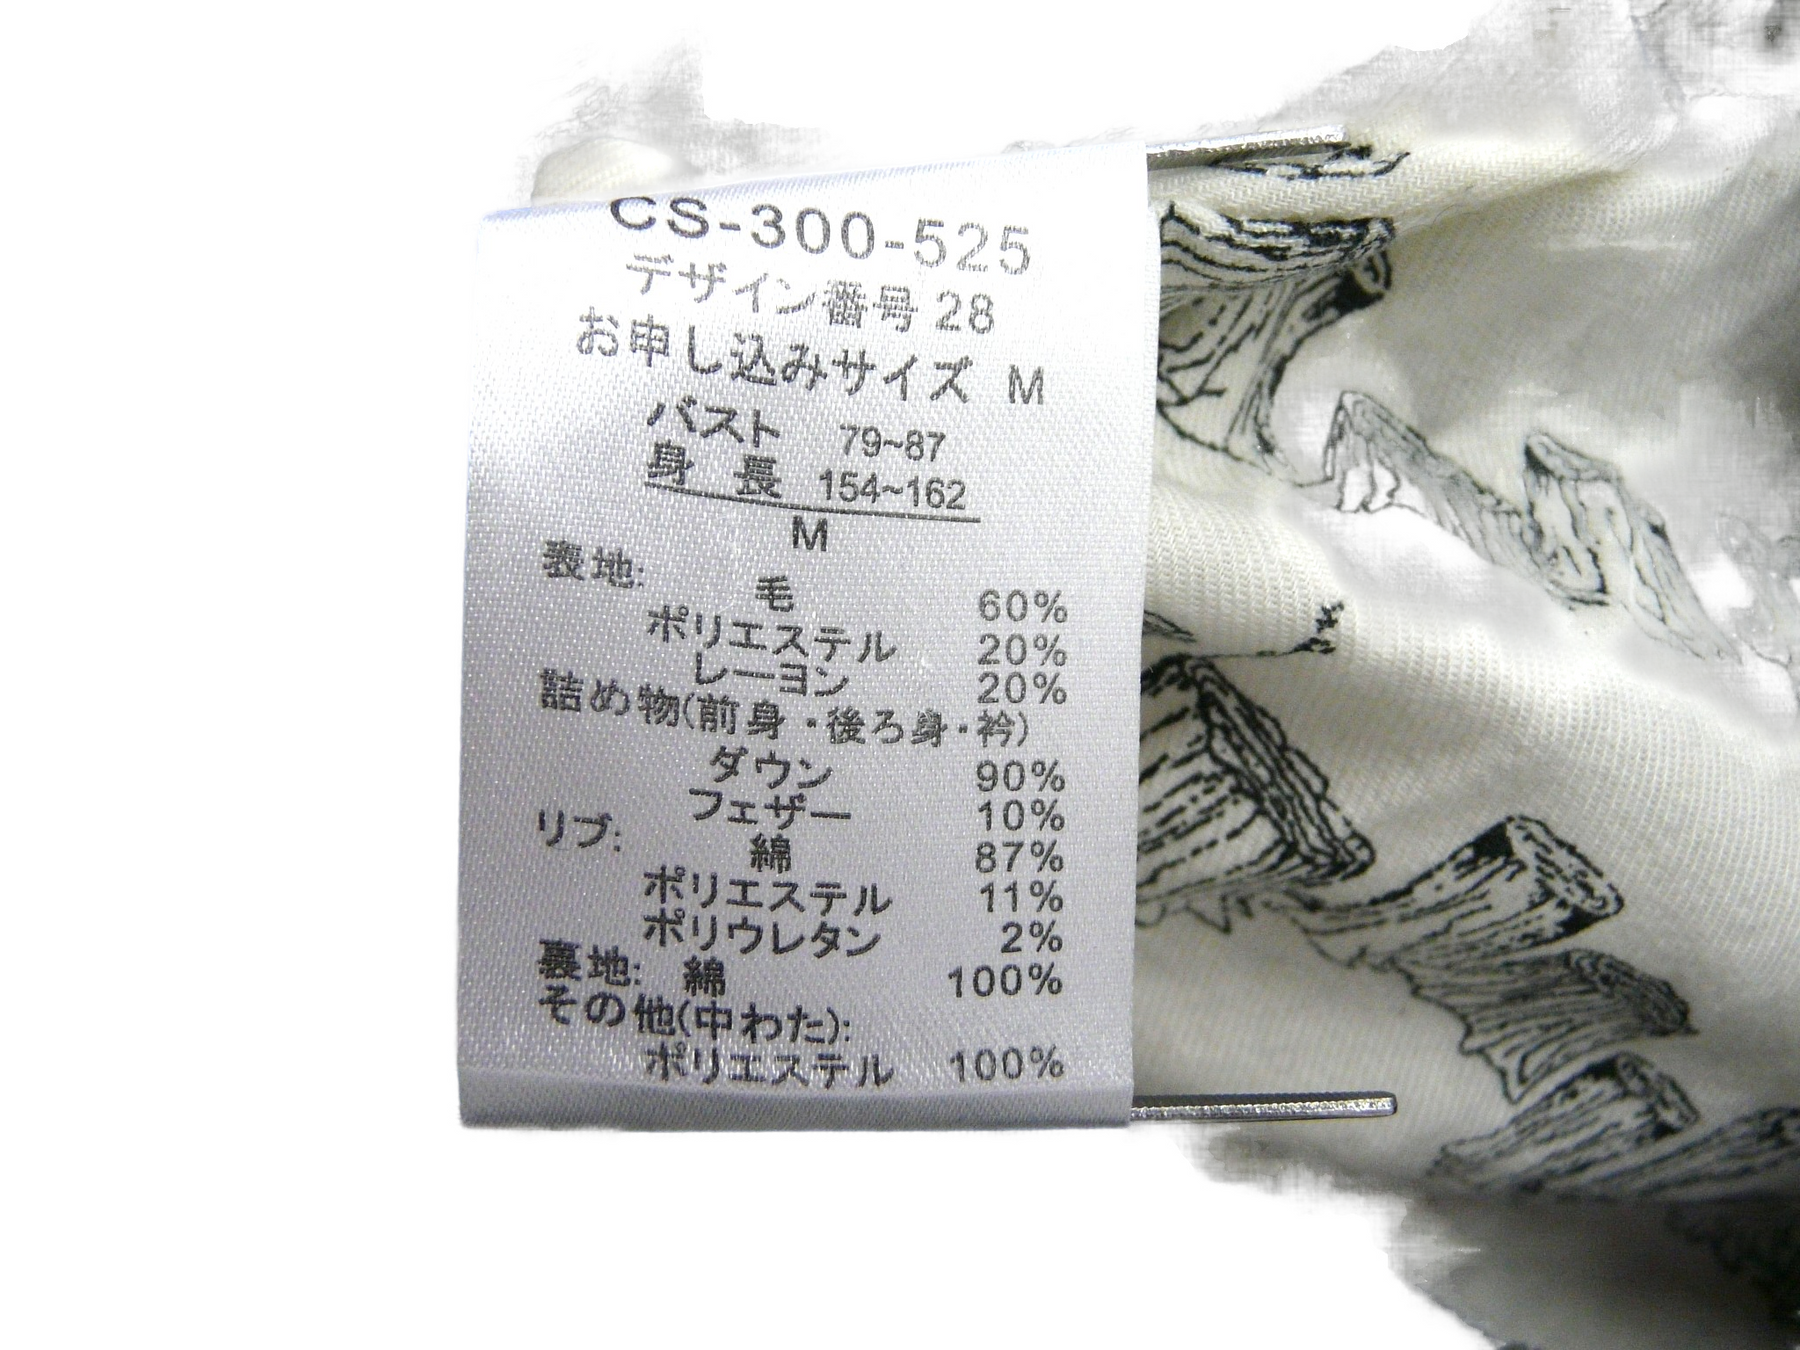 CS-300-525
デザイン番号 28
お申し込みサイズ M
バスト 79~87
身 長 154~162
M
表地:
毛 60%
ポリエステル 20%
レーヨン 20%
詰め物(前身・後ろ身・衿)
ダウン 90%
フェザー 10%
リブ:
綿 87%
ポリエステル 11%
ポリウレタン 2%
裏地: 綿 100%
その他(中わた):
ポリエステル 100%